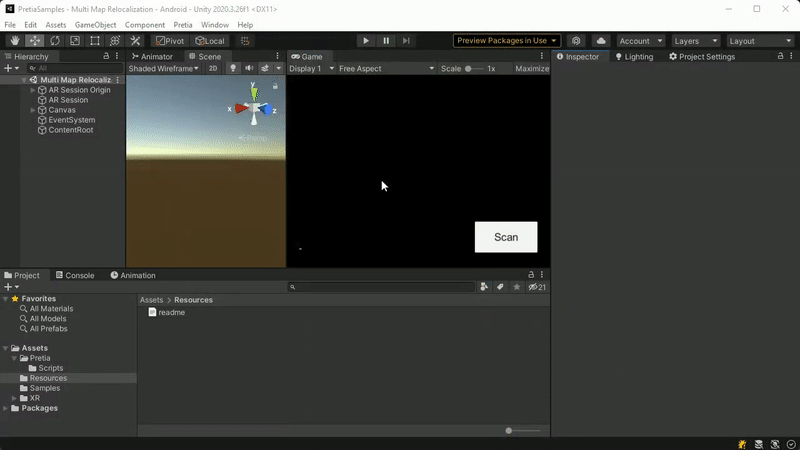 PretiaSamples - Multi Map Relocalization - Android - Unity 2020.3.26f1 <DX11>
File Edit Assets GameObject Component Pretia Window Help
Pivot Local Preview Packages in Use Account Layers Layout
Hierarchy Animator Scene Game Inspector Lighting Project Settings
All Shaded Wireframe 2D Display 1 Free Aspect Scale 1x Maximize
Multi Map Relocaliz
AR Session Origin
AR Session
Canvas
EventSystem
ContentRoot
y
x
z
Persp
Scan
Project Console Animation
21
Favorites
All Materials
All Models
All Prefabs
Assets
Pretia
Scripts
Resources
Samples
XR
Packages
Assets > Resources
readme